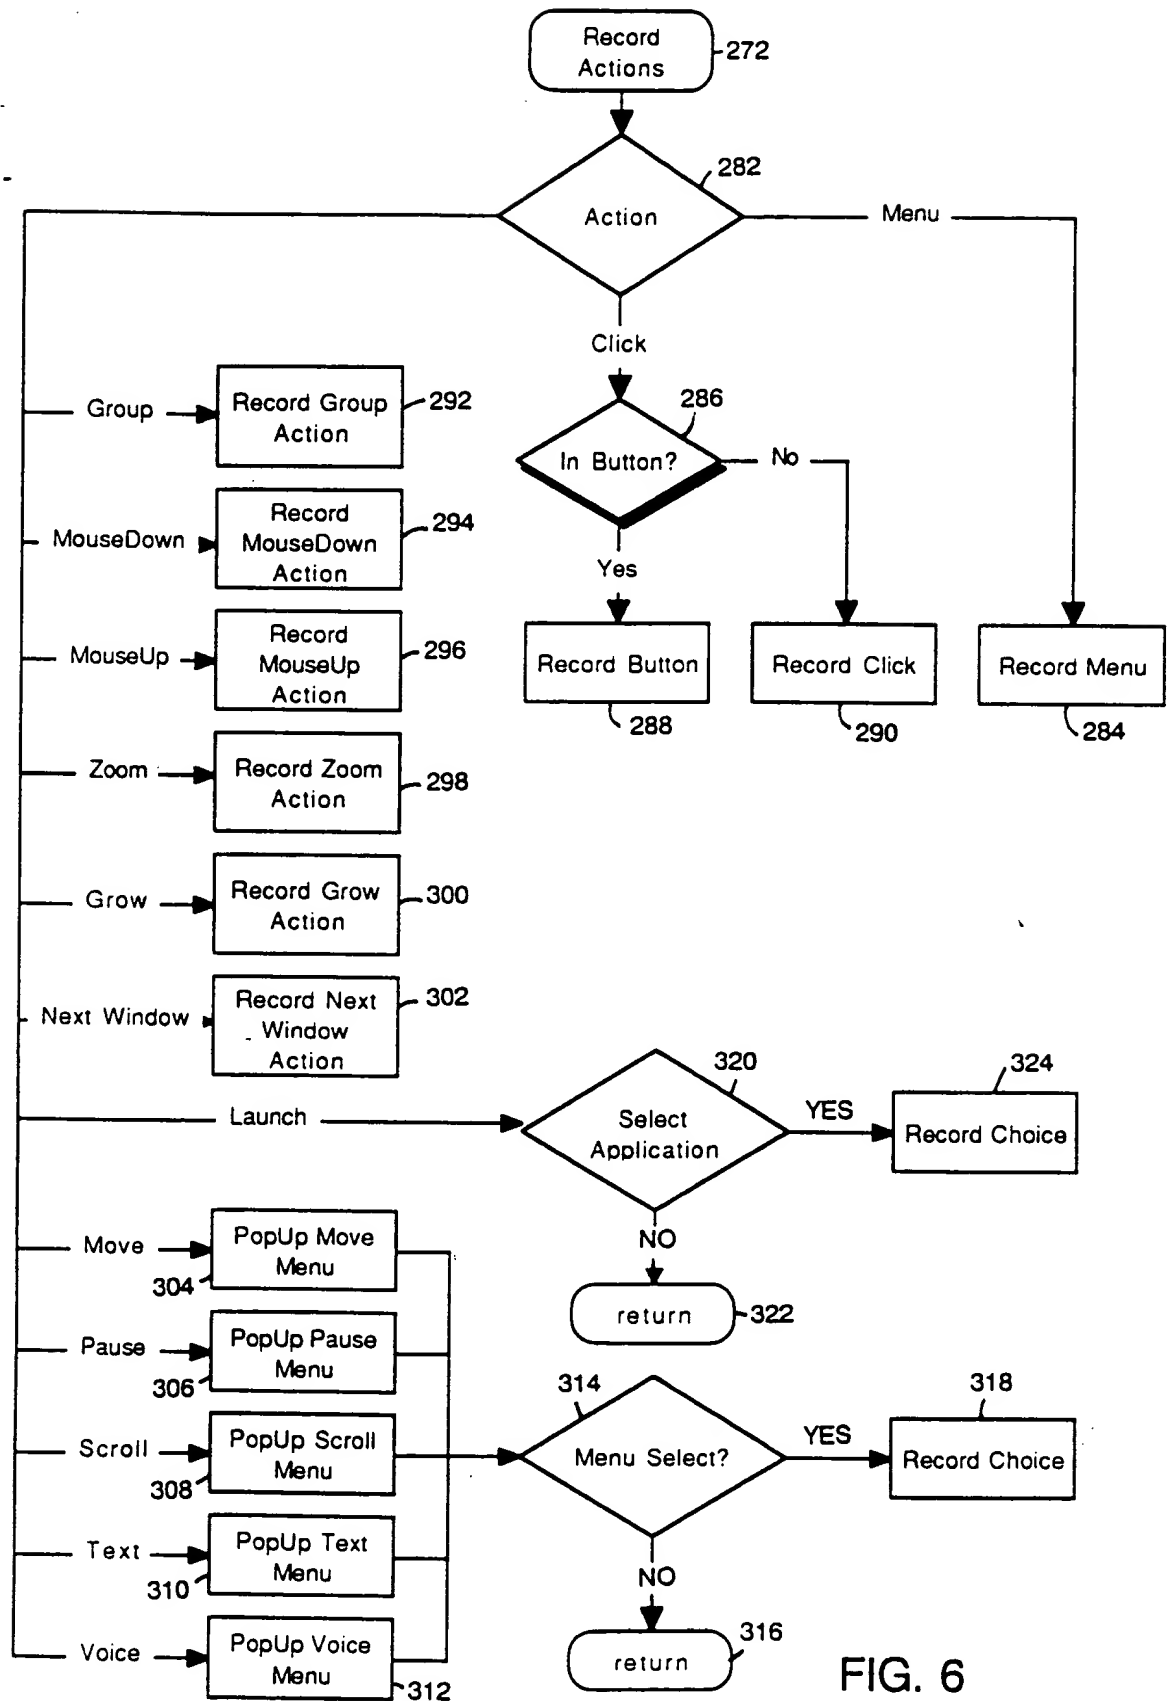 Record
Actions
272
282
Action
Menu
Click
286
In Button?
No
Yes
Record Button
288
Record Click
290
Record Menu
284
Group
Record Group
Action
292
MouseDown
Record
MouseDown
Action
294
MouseUp
Record
MouseUp
Action
296
Zoom
Record Zoom
Action
298
Grow
Record Grow
Action
300
Next Window
Record Next
Window
Action
302
Launch
320
Select
Application
YES
324
Record Choice
NO
return
322
Move
PopUp Move
Menu
304
Pause
PopUp Pause
Menu
306
Scroll
PopUp Scroll
Menu
308
Text
PopUp Text
Menu
310
Voice
PopUp Voice
Menu
312
314
Menu Select?
YES
318
Record Choice
NO
return
316
FIG. 6